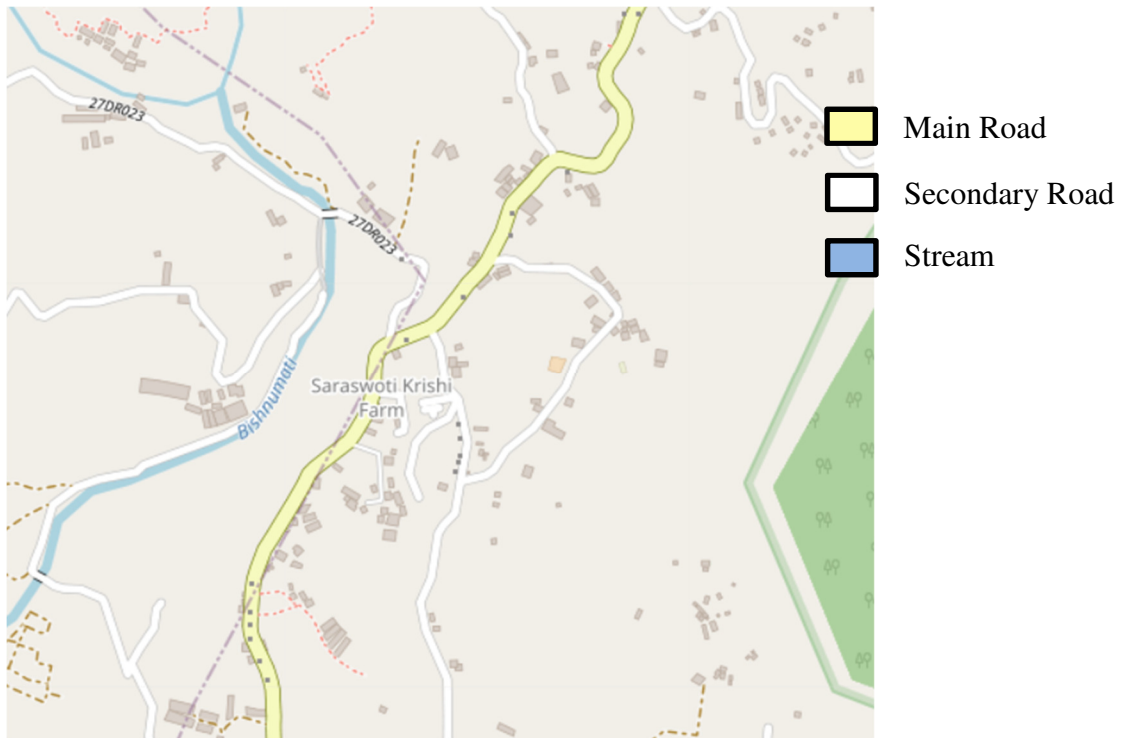 27DR023
Main Road
Secondary Road
27DR023
Stream
Saraswoti Krishi
Farm
Bishnumati